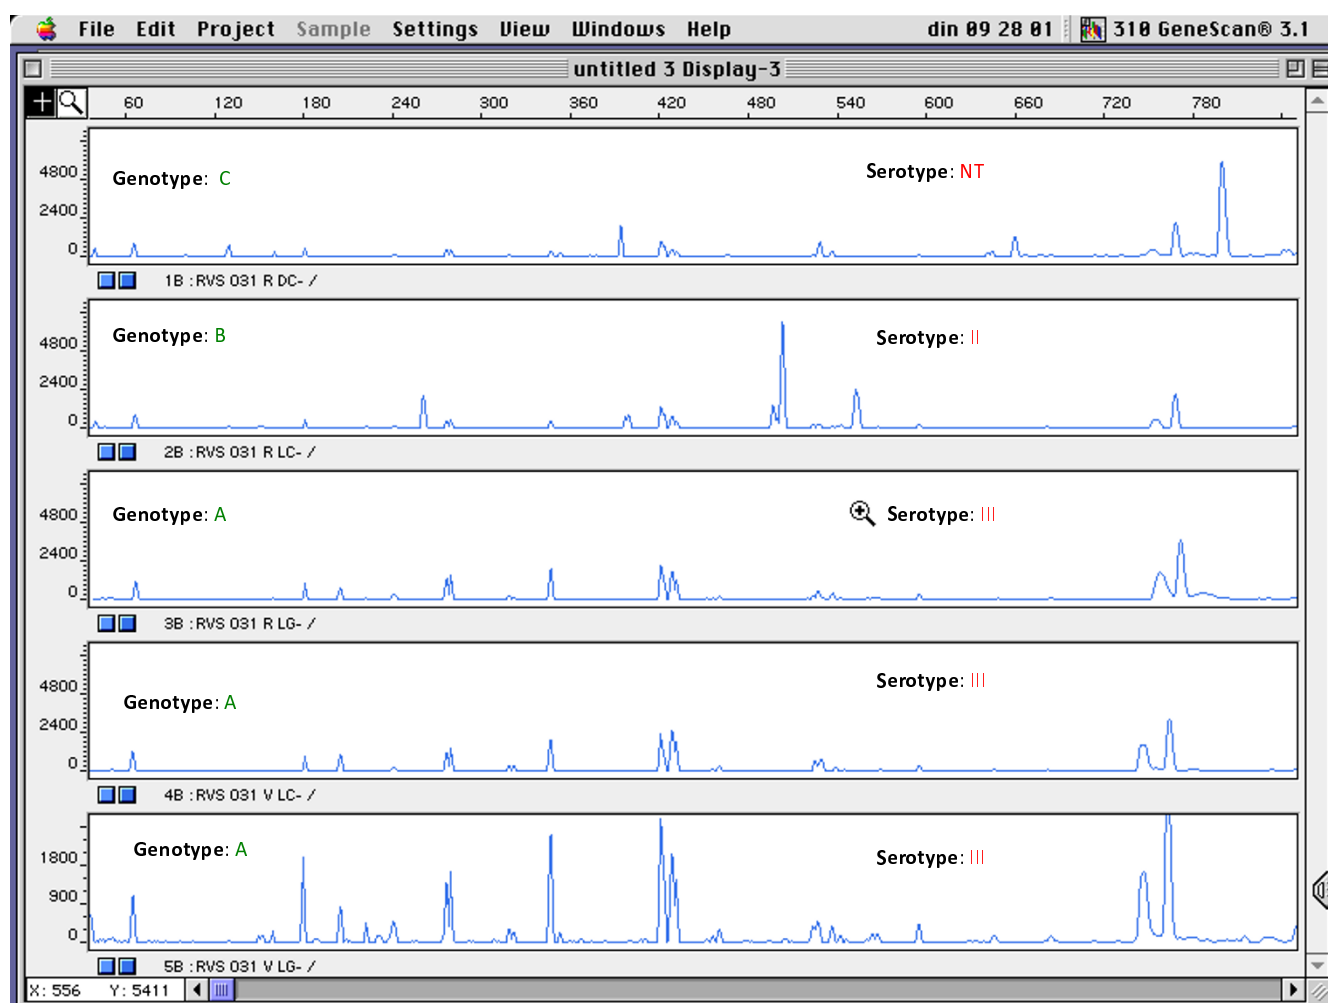 File Edit Project Sample Settings View Windows Help din 09 28 01 310 GeneScan® 3.1
untitled 3 Display-3
60 120 180 240 300 360 420 480 540 600 660 720 780
4800
2400
0
Genotype: C
Serotype: NT
1B : RVS 031 R DC- /
4800
2400
0
Genotype: B
Serotype: II
2B : RVS 031 R LC- /
4800
2400
0
Genotype: A
Serotype: III
3B : RVS 031 R LG- /
4800
2400
0
Genotype: A
Serotype: III
4B : RVS 031 V LC- /
1800
900
0
Genotype: A
Serotype: III
5B : RVS 031 V LG- /
X: 556 Y: 5411